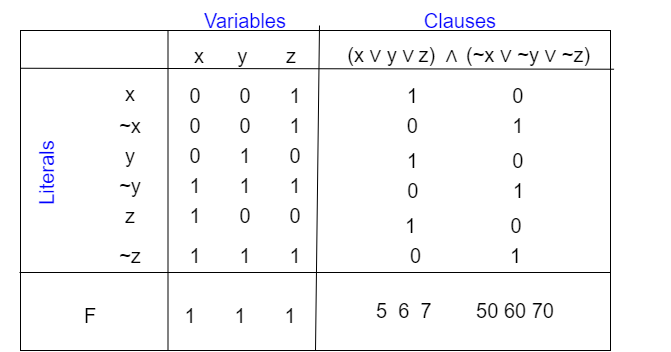 Variables Clauses
x y z (x ∨ y ∨ z) ∧ (~x ∨ ~y ∨ ~z)
Literals
x 0 0 1 1 0
~x 0 0 1 0 1
y 0 1 0 1 0
~y 1 1 1 0 1
z 1 0 0 1 0
~z 1 1 1 0 1
F 1 1 1 5 6 7 50 60 70